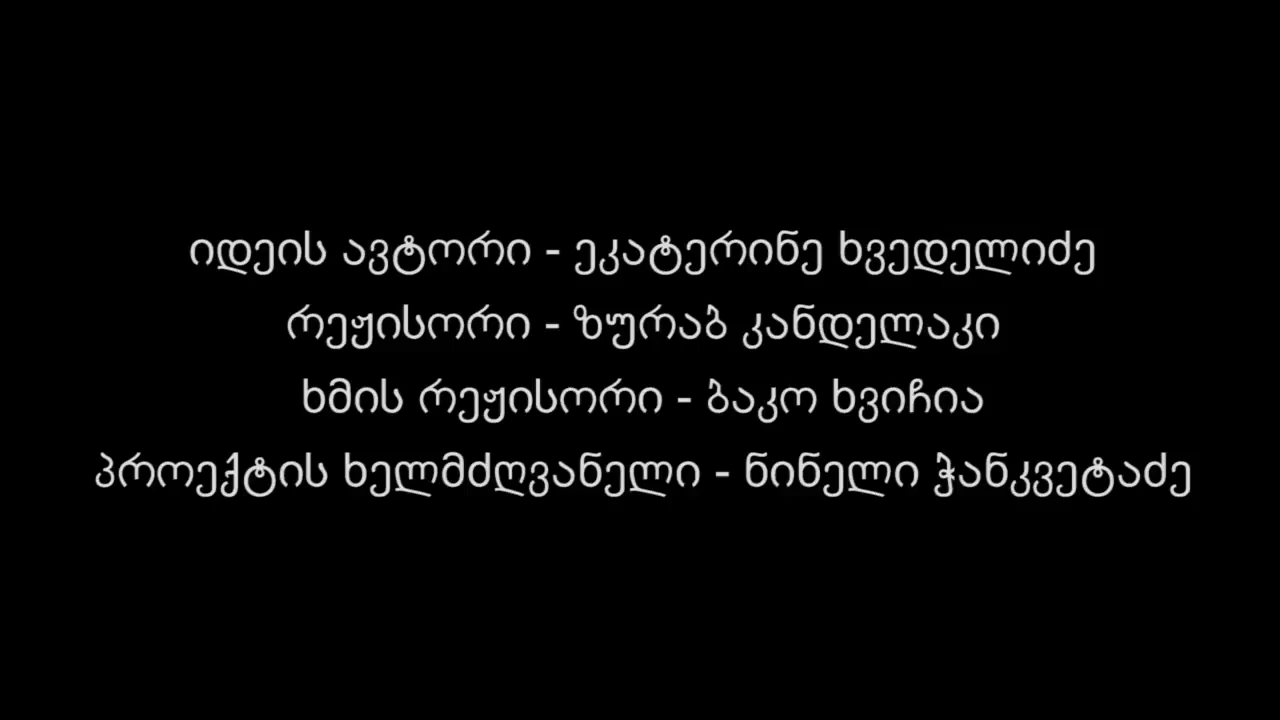 იდეის ავტორი - ეკატერინე ხვედელიძე
რეჟისორი - ზურაბ კანდელაკი
ხმის რეჟისორი - ბაკო ხვიჩია
პროექტის ხელმძღვანელი - ნინელი ჭანკვეტაძე